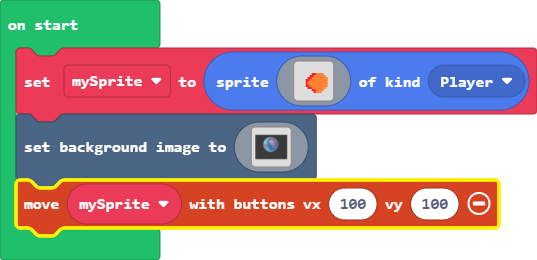 on start
set mySprite to sprite of kind Player
set background image to
move mySprite with buttons vx 100 vy 100